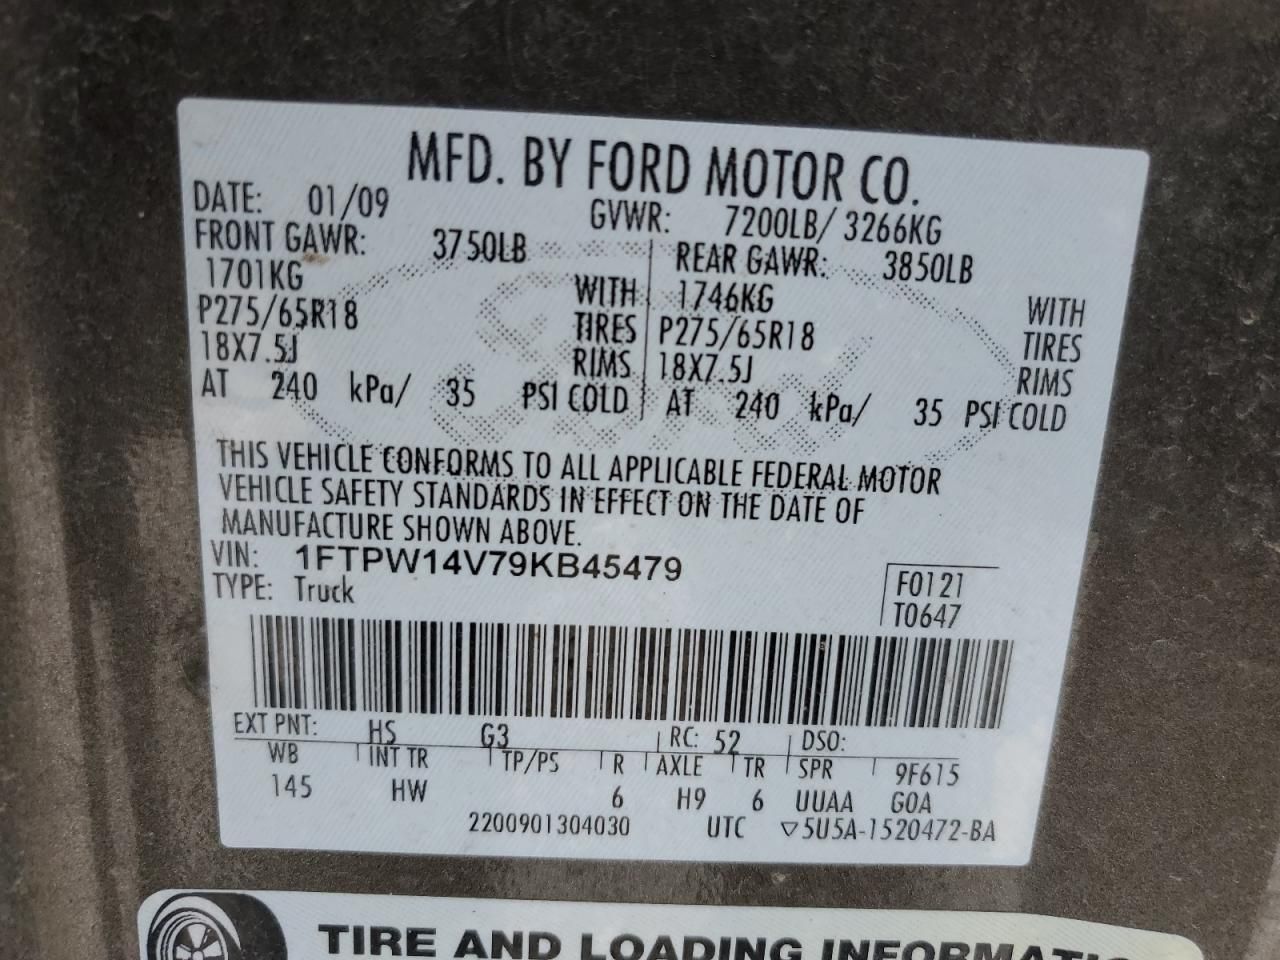 MFD. BY FORD MOTOR CO.
DATE: 01/09 GVWR: 7200LB/ 3266KG
FRONT GAWR: 3750LB REAR GAWR: 3850LB
1701KG WITH 1746KG WITH
P275/65R18 TIRES P275/65R18 TIRES
18X7.5J RIMS 18X7.5J RIMS
AT 240 kPa/ 35 PSI COLD AT 240 kPa/ 35 PSI COLD
THIS VEHICLE CONFORMS TO ALL APPLICABLE FEDERAL MOTOR
VEHICLE SAFETY STANDARDS IN EFFECT ON THE DATE OF
MANUFACTURE SHOWN ABOVE.
VIN: 1FTPW14V79KB45479
TYPE: Truck
F0121
T0647
EXT PNT: HS G3 RC: 52 DSO:
WB INT TR TP/PS R AXLE TR SPR 9F615
145 HW 6 H9 6 UUAA GOA
2200901304030 UTC ▽5U5A-1520472-BA
TIRE AND LOADING